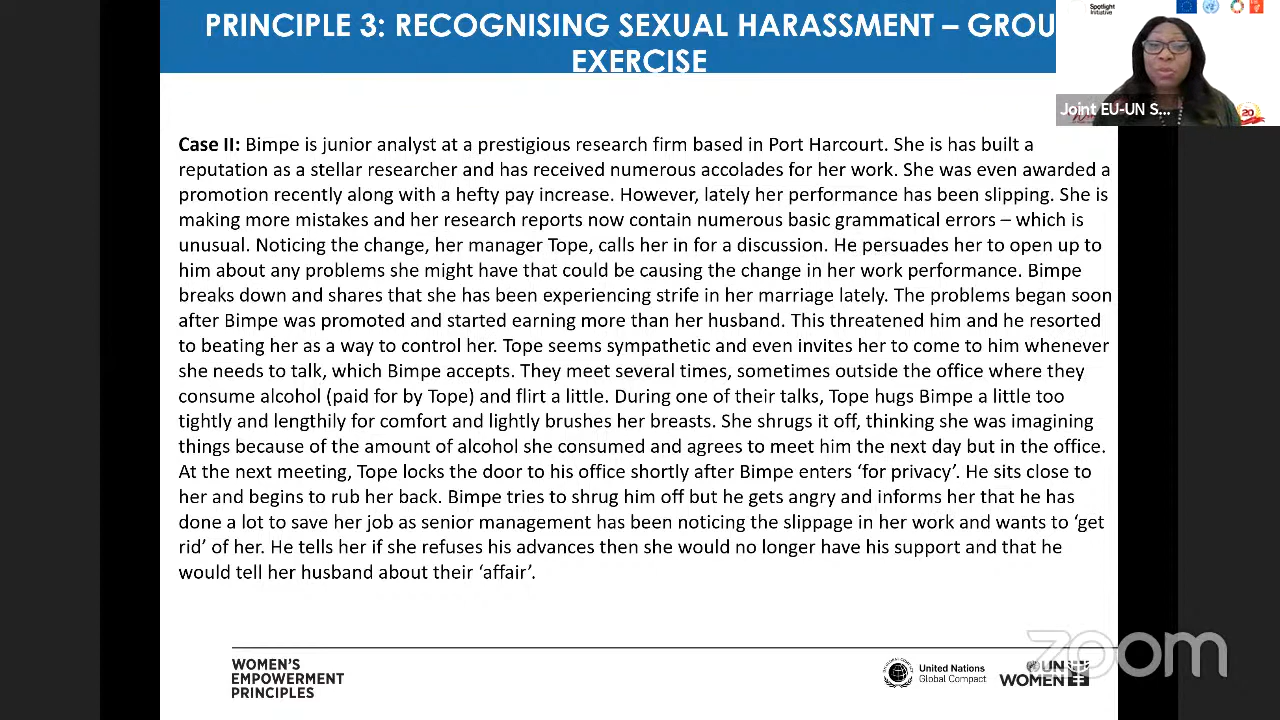 PRINCIPLE 3: RECOGNISING SEXUAL HARASSMENT – GROU
EXERCISE
Spotlight
Initiative
Joint EU-UN S...
20
Case II: Bimpe is junior analyst at a prestigious research firm based in Port Harcourt. She is has built a
reputation as a stellar researcher and has received numerous accolades for her work. She was even awarded a
promotion recently along with a hefty pay increase. However, lately her performance has been slipping. She is
making more mistakes and her research reports now contain numerous basic grammatical errors – which is
unusual. Noticing the change, her manager Tope, calls her in for a discussion. He persuades her to open up to
him about any problems she might have that could be causing the change in her work performance. Bimpe
breaks down and shares that she has been experiencing strife in her marriage lately. The problems began soon
after Bimpe was promoted and started earning more than her husband. This threatened him and he resorted
to beating her as a way to control her. Tope seems sympathetic and even invites her to come to him whenever
she needs to talk, which Bimpe accepts. They meet several times, sometimes outside the office where they
consume alcohol (paid for by Tope) and flirt a little. During one of their talks, Tope hugs Bimpe a little too
tightly and lengthily for comfort and lightly brushes her breasts. She shrugs it off, thinking she was imagining
things because of the amount of alcohol she consumed and agrees to meet him the next day but in the office.
At the next meeting, Tope locks the door to his office shortly after Bimpe enters ‘for privacy’. He sits close to
her and begins to rub her back. Bimpe tries to shrug him off but he gets angry and informs her that he has
done a lot to save her job as senior management has been noticing the slippage in her work and wants to ‘get
rid’ of her. He tells her if she refuses his advances then she would no longer have his support and that he
would tell her husband about their ‘affair’.
WOMEN'S
EMPOWERMENT
PRINCIPLES
United Nations
Global Compact
UN
WOMEN
zoom